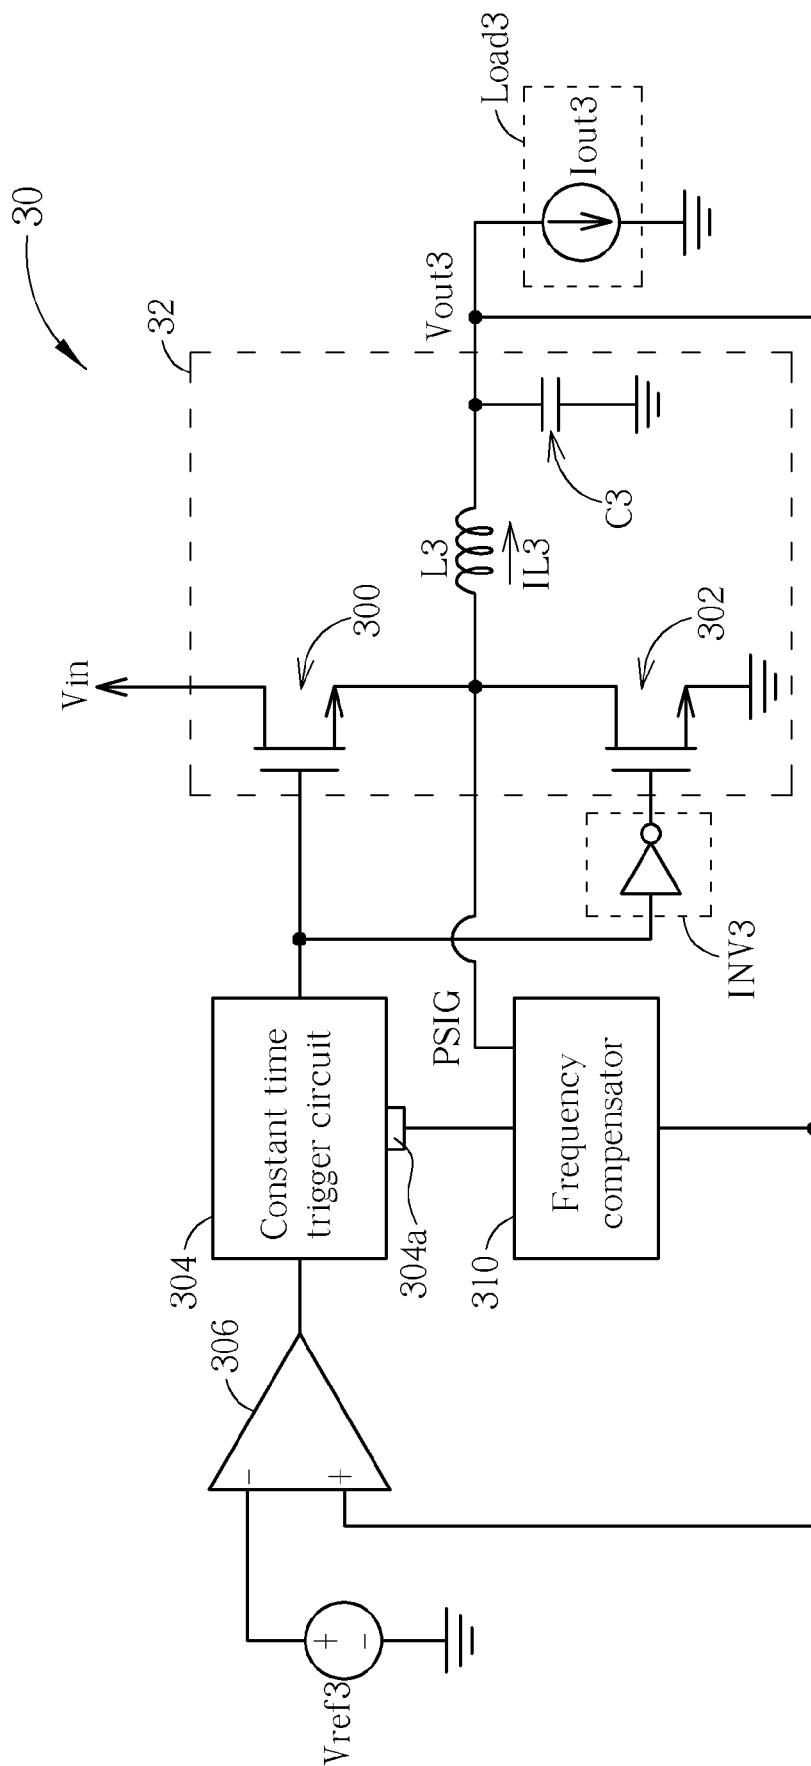 30
Vin
32
Load3
Iout3
Vout3
300
L3
IL3
C3
302
INV3
PSIG
304
Constant time
trigger circuit
304a
310
Frequency
compensator
306
-
+
Vref3
+
-